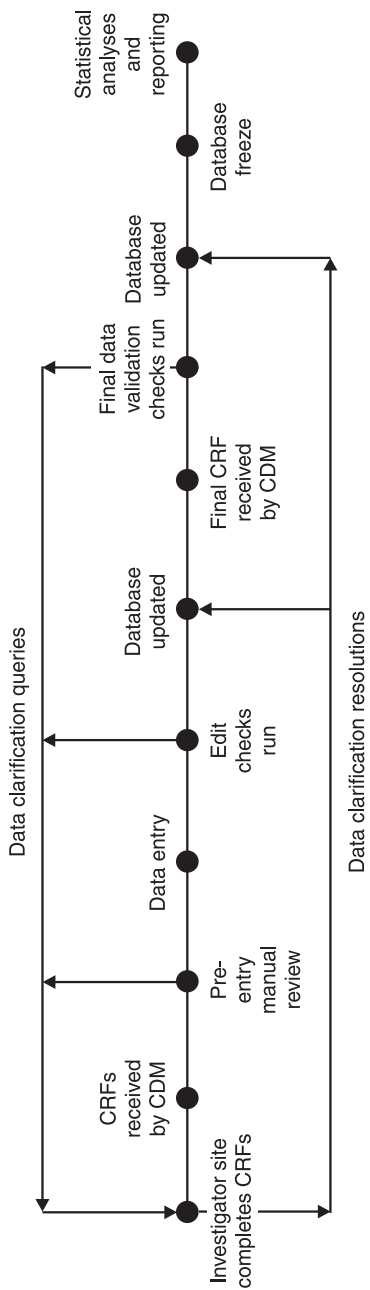 Data clarification queries
Investigator site
completes CRFs
CRFs
received
by CDM
Pre-
entry
manual
review
Data entry
Edit
checks
run
Database
updated
Final CRF
received
by CDM
Final data
validation
checks run
Database
updated
Database
freeze
Statistical
analyses
and
reporting
Data clarification resolutions